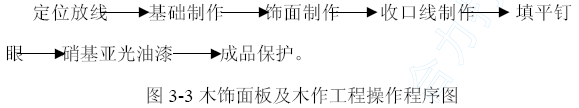 定位放线——▶基础制作——▶饰面制作——▶收口线制作——▶填平钉
眼——▶硝基亚光油漆——▶成品保护。
图 3-3 木饰面板及木作工程操作程序图